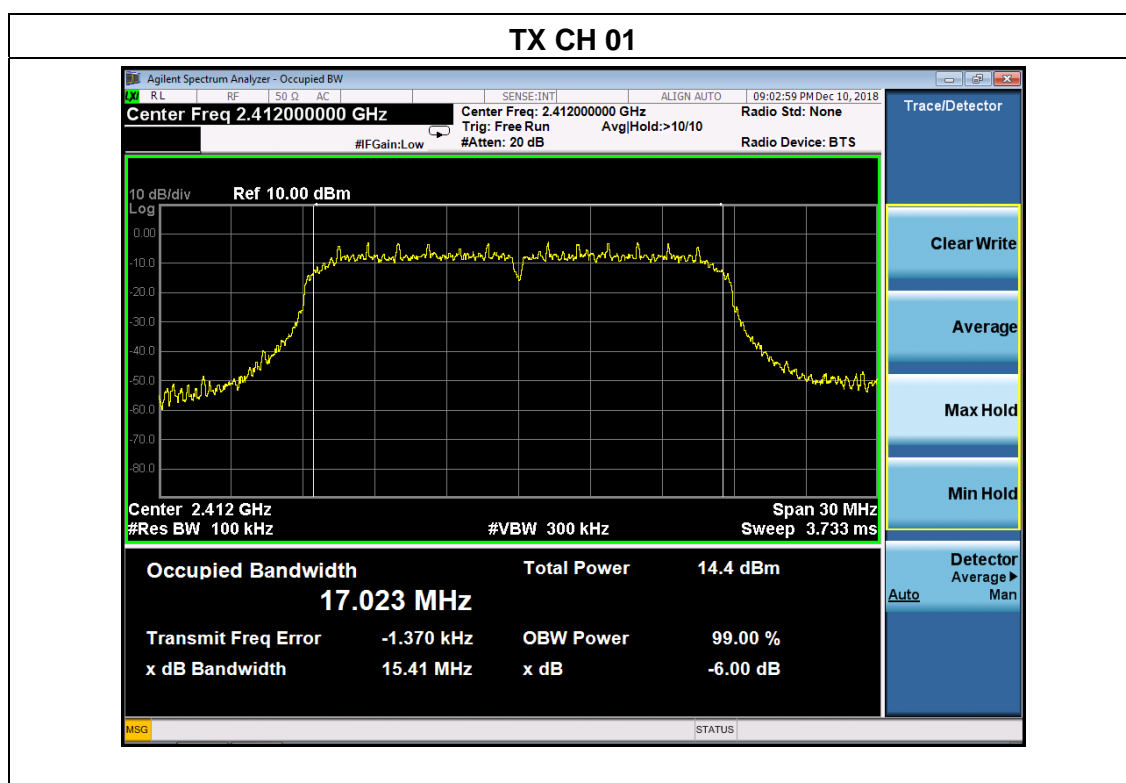 TX CH 01
Agilent Spectrum Analyzer - Occupied BW
LXI RL RF 50 Ω AC SENSE:INT ALIGN AUTO 09:02:59 PM Dec 10, 2018
Center Freq 2.412000000 GHz
Center Freq: 2.412000000 GHz Radio Std: None
Trig: Free Run Avg|Hold:>10/10
#IFGain:Low #Atten: 20 dB Radio Device: BTS
Trace/Detector
10 dB/div Ref 10.00 dBm
Log
0.00
-10.0
-20.0
-30.0
-40.0
-50.0
-60.0
-70.0
-80.0
Center 2.412 GHz Span 30 MHz
#Res BW 100 kHz #VBW 300 kHz Sweep 3.733 ms
Clear Write
Average
Max Hold
Min Hold
Detector
Average▶
Auto Man
Occupied Bandwidth Total Power 14.4 dBm
17.023 MHz
Transmit Freq Error -1.370 kHz OBW Power 99.00 %
x dB Bandwidth 15.41 MHz x dB -6.00 dB
MSG STATUS